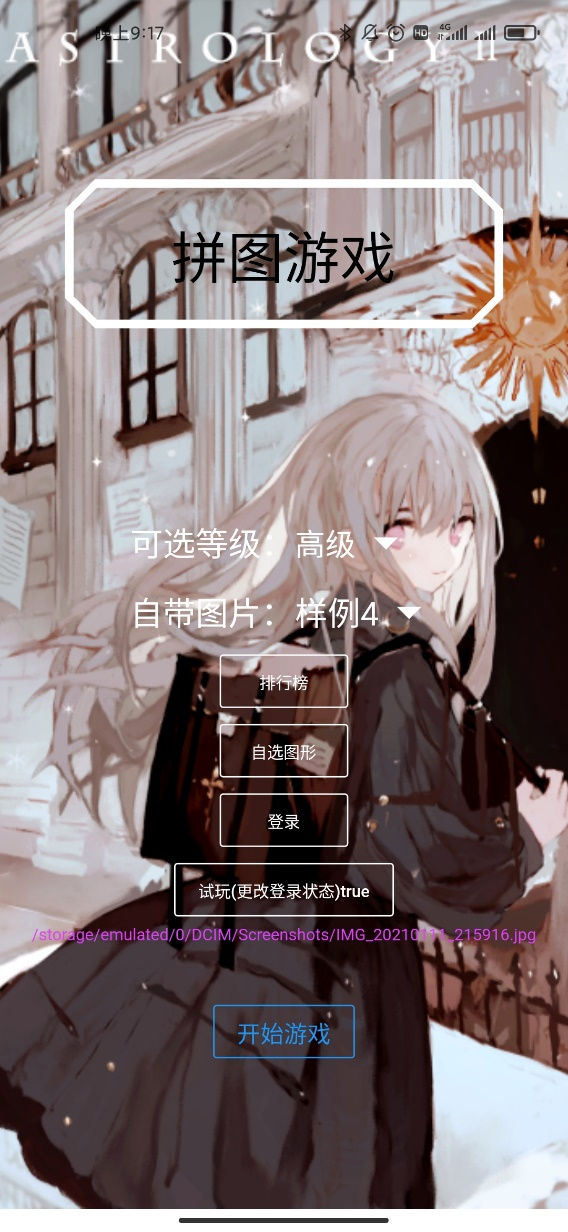 晚上9:17
HD
4G
ASTROLOGY II
拼图游戏
可选等级： 高级
自带图片： 样例4
排行榜
自选图形
登录
试玩(更改登录状态)true
/storage/emulated/0/DCIM/Screenshots/IMG_20210111_215916.jpg
开始游戏